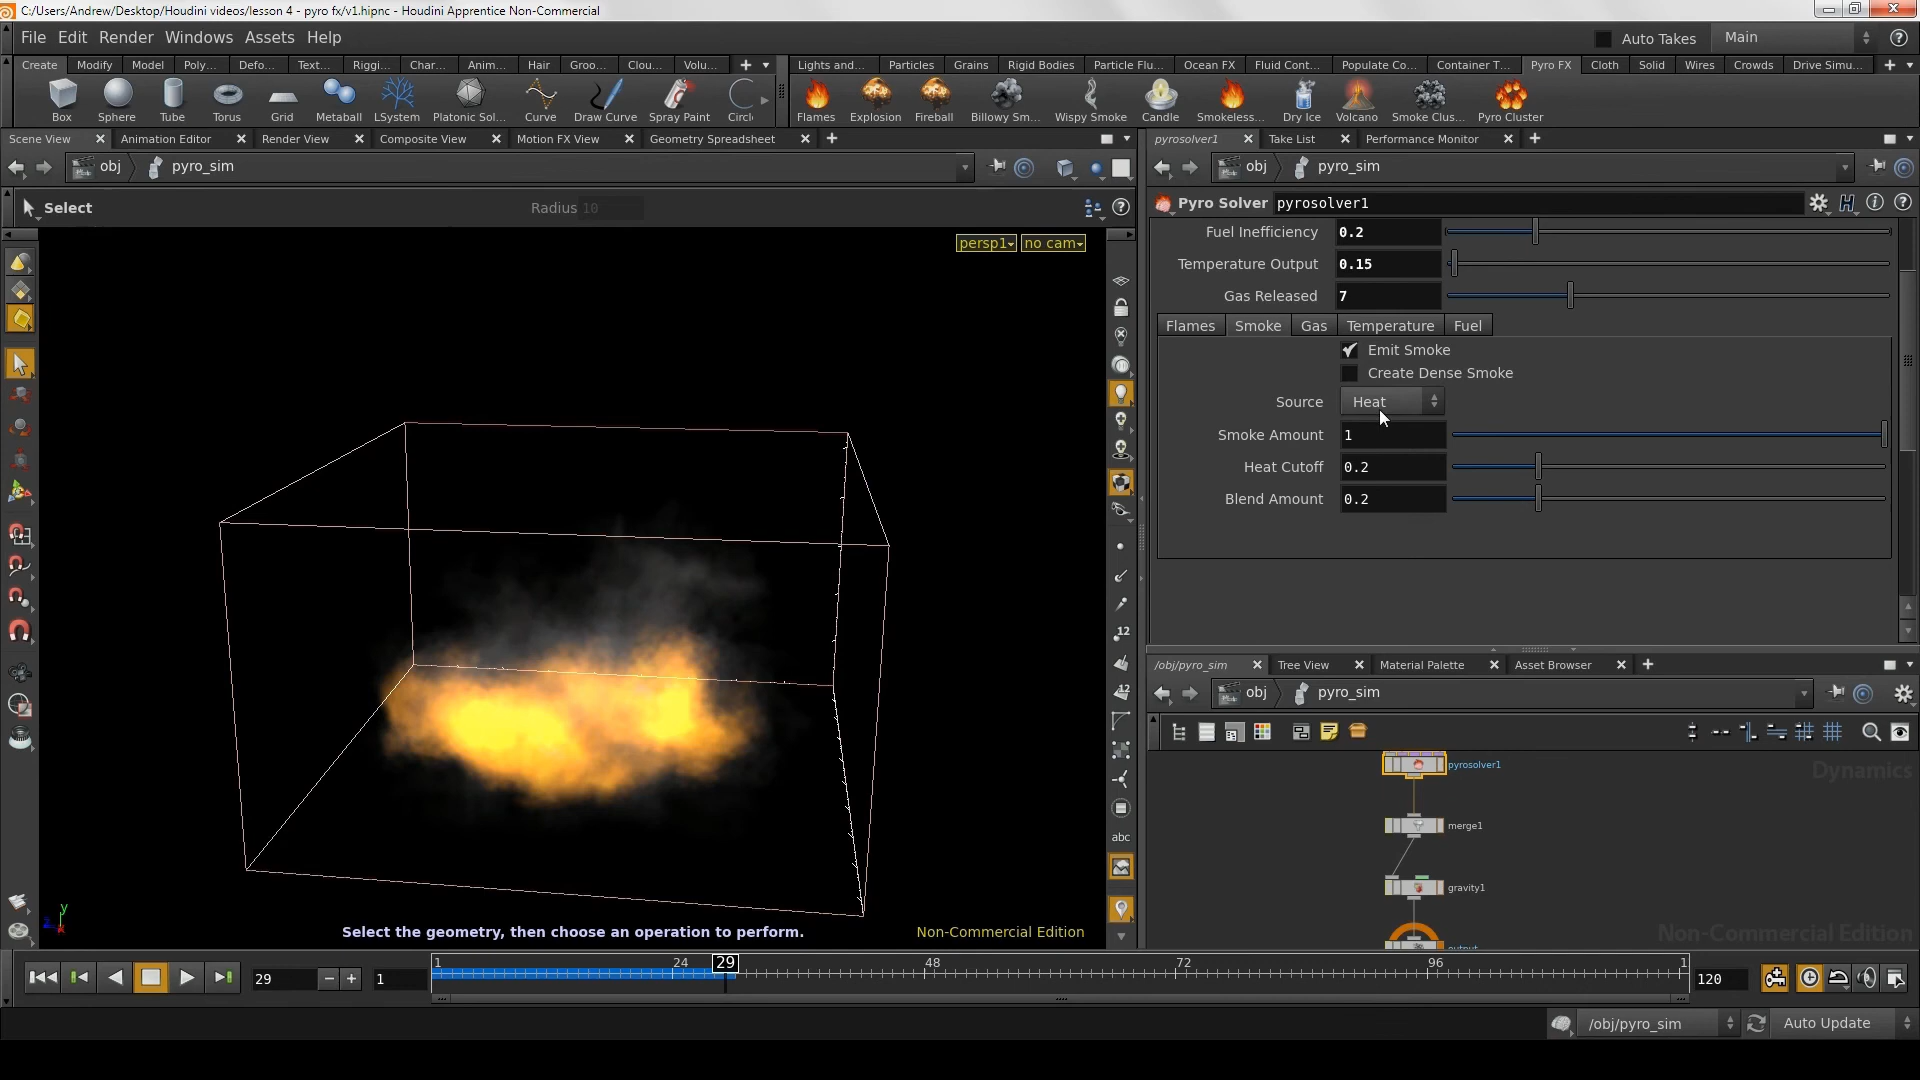 C:/Users/Andrew/Desktop/Houdini videos/lesson 4 - pyro fx/v1.hipnc - Houdini Apprentice Non-Commercial
File Edit Render Windows Assets Help
Auto Takes Main
Create Modify Model Poly... Defo... Text... Riggi... Char... Anim... Hair Groo... Clou... Volu...
Lights and... Particles Grains Rigid Bodies Particle Flu... Ocean FX Fluid Cont... Populate Co... Container T... Pyro FX Cloth Solid Wires Crowds Drive Simu...
Box Sphere Tube Torus Grid Metaball LSystem Platonic Sol... Curve Draw Curve Spray Paint Circl
Flames Explosion Fireball Billowy Sm... Wispy Smoke Candle Smokeless... Dry Ice Volcano Smoke Clus... Pyro Cluster
Scene View Animation Editor Render View Composite View Motion FX View Geometry Spreadsheet
pyrosolver1 Take List Performance Monitor
obj pyro_sim
obj pyro_sim
Select Radius 10
Pyro Solver pyrosolver1
persp1 no cam
Fuel Inefficiency 0.2
Temperature Output 0.15
Gas Released 7
Flames Smoke Gas Temperature Fuel
Emit Smoke
Create Dense Smoke
Source Heat
Smoke Amount 1
Heat Cutoff 0.2
Blend Amount 0.2
12
12
abc
/obj/pyro_sim Tree View Material Palette Asset Browser
obj pyro_sim
pyrosolver1
Dynamics
merge1
gravity1
output
Non-Commercial Edition
y
z x
Select the geometry, then choose an operation to perform.
Non-Commercial Edition
29 1
1 24 29 48 72 96 1
120
/obj/pyro_sim Auto Update